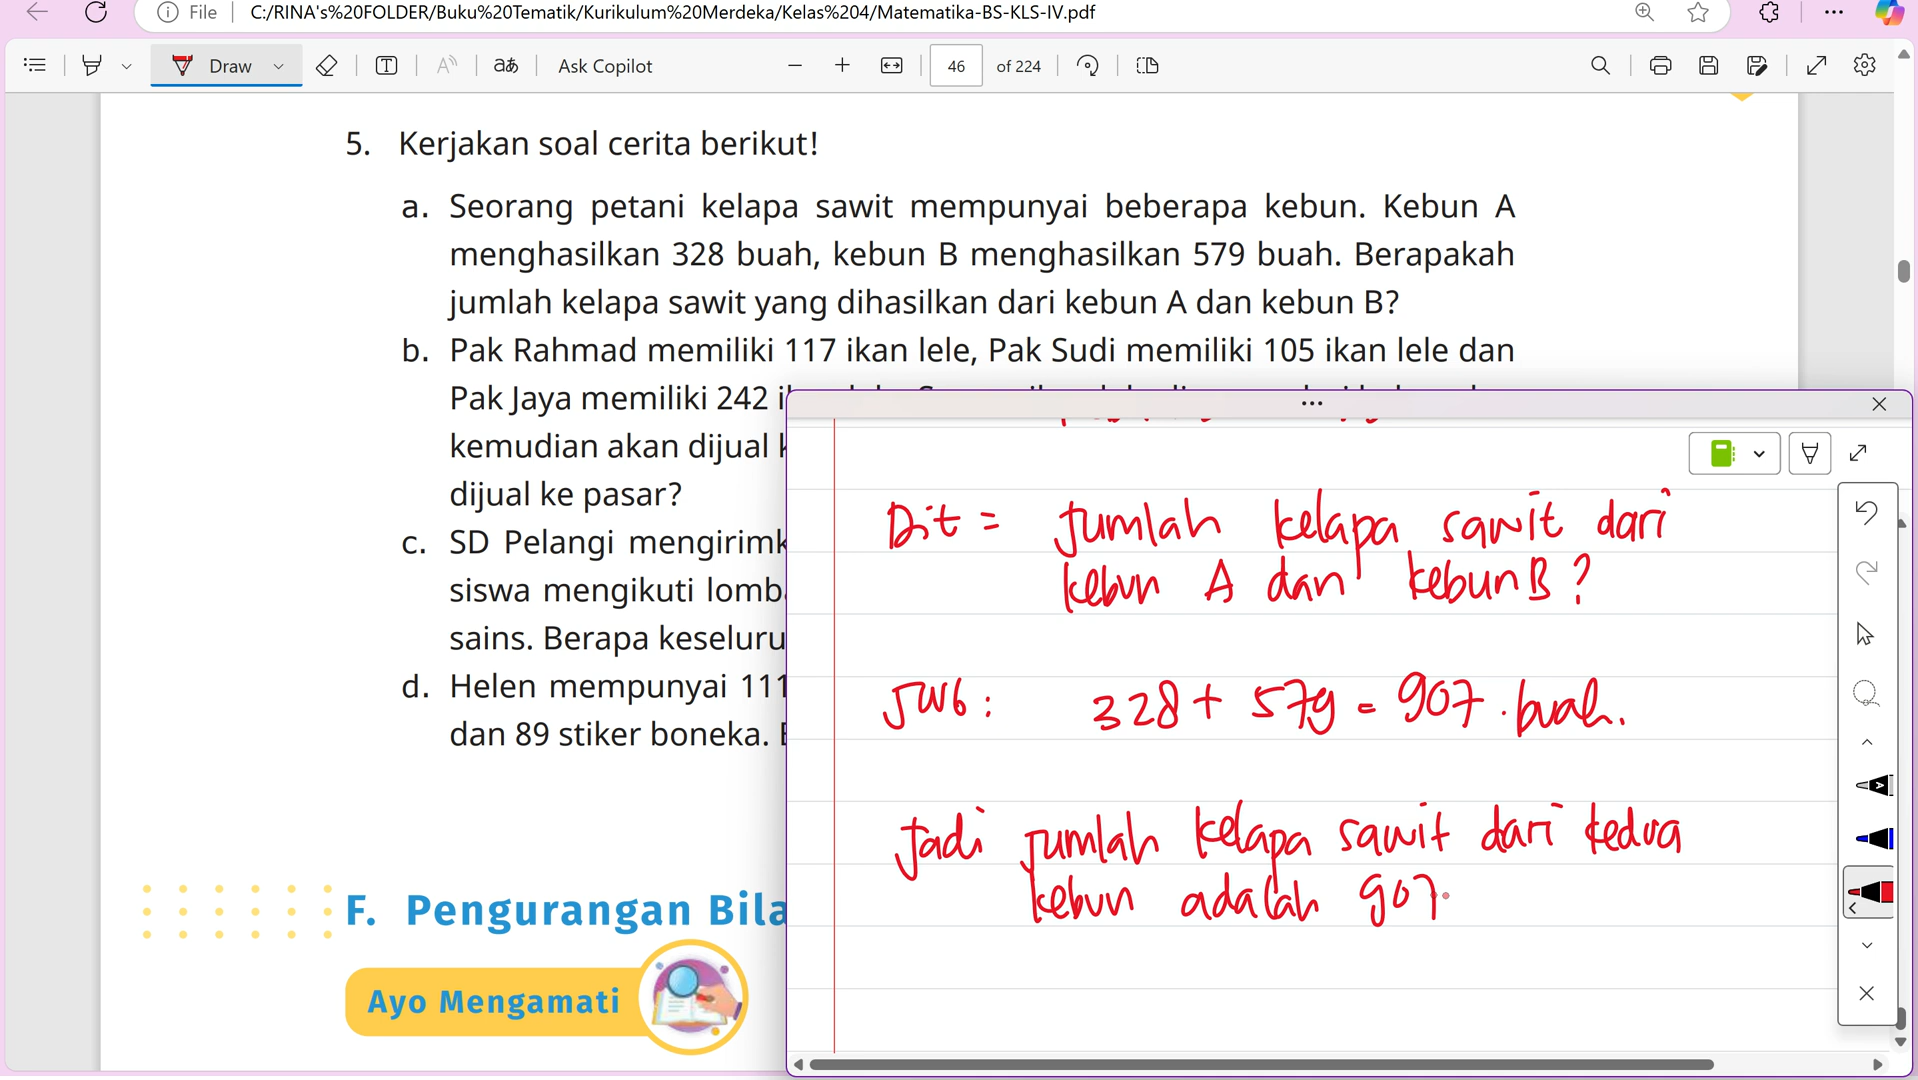 File
C:/RINA's%20FOLDER/Buku%20Tematik/Kurikulum%20Merdeka/Kelas%204/Matematika-BS-KLS-IV.pdf
Draw
Ask Copilot
46 of 224
5. Kerjakan soal cerita berikut!
a. Seorang petani kelapa sawit mempunyai beberapa kebun. Kebun A
menghasilkan 328 buah, kebun B menghasilkan 579 buah. Berapakah
jumlah kelapa sawit yang dihasilkan dari kebun A dan kebun B?
b. Pak Rahmad memiliki 117 ikan lele, Pak Sudi memiliki 105 ikan lele dan
Pak Jaya memiliki 242
kemudian akan dijual
dijual ke pasar?
c. SD Pelangi
siswa mengikuti
sains. Berapa
d. Helen mempunyai 111
dan 89 stiker boneka.
F. Pengurangan
Ayo Mengamati
Dit = Jumlah kelapa sawit dari
kebun A dan kebun B?
Jwb : 328 + 579 = 907 . buah.
Jadi jumlah kelapa sawit dari kedua
kebun adalah 907